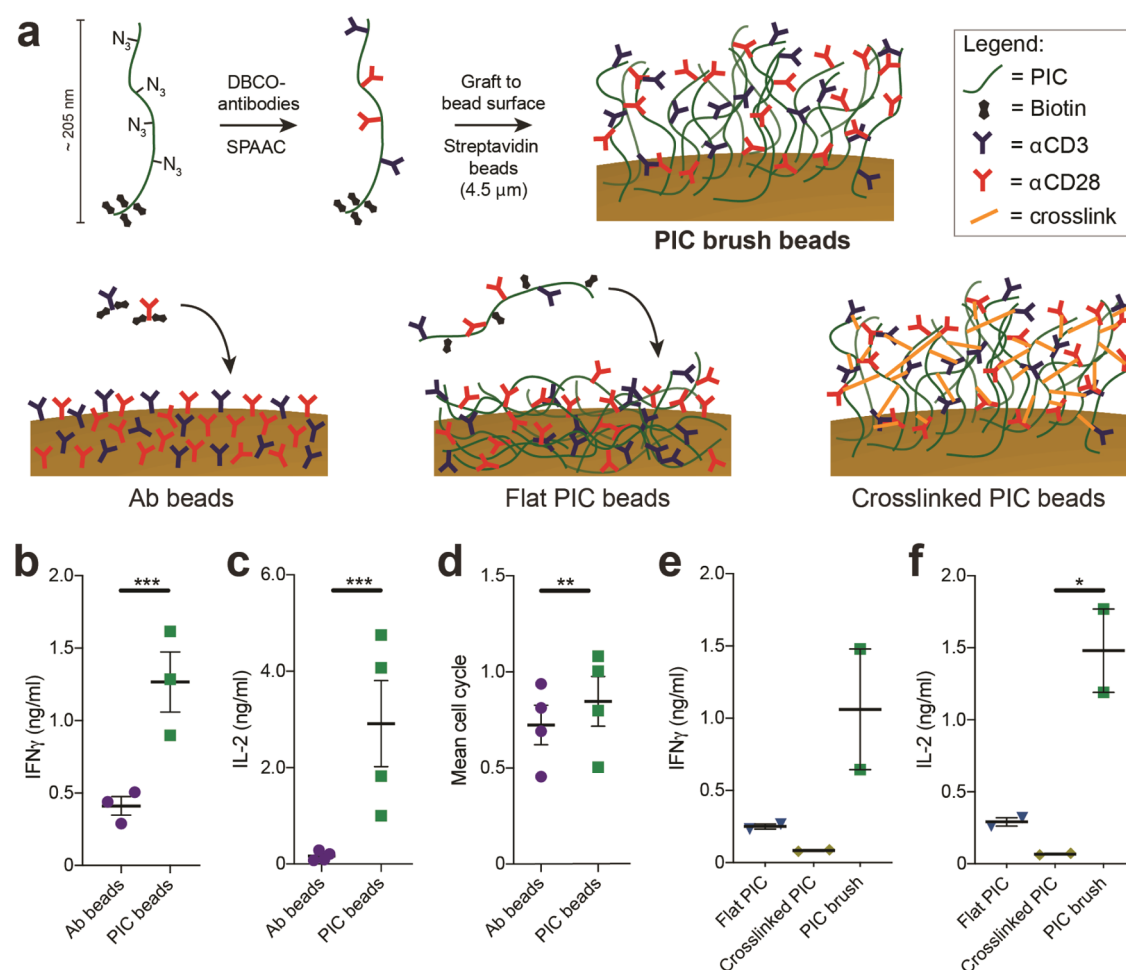 a
~ 205 nm
N3
N3
N3
N3
DBCO-
antibodies
SPAAC
Graft to
bead surface
Streptavidin
beads
(4.5 μm)
PIC brush beads
Legend:
= PIC
= Biotin
= αCD3
= αCD28
= crosslink
Ab beads
Flat PIC beads
Crosslinked PIC beads
b
IFNγ (ng/ml)
2.0
1.5
1.0
0.5
0
***
Ab beads
PIC beads
c
IL-2 (ng/ml)
6.0
4.0
2.0
0
***
Ab beads
PIC beads
d
Mean cell cycle
1.5
1.0
0.5
0
**
Ab beads
PIC beads
e
IFNγ (ng/ml)
2.0
1.5
1.0
0.5
0
Flat PIC
Crosslinked PIC
PIC brush
f
IL-2 (ng/ml)
2.0
1.5
1.0
0.5
0
*
Flat PIC
Crosslinked PIC
PIC brush